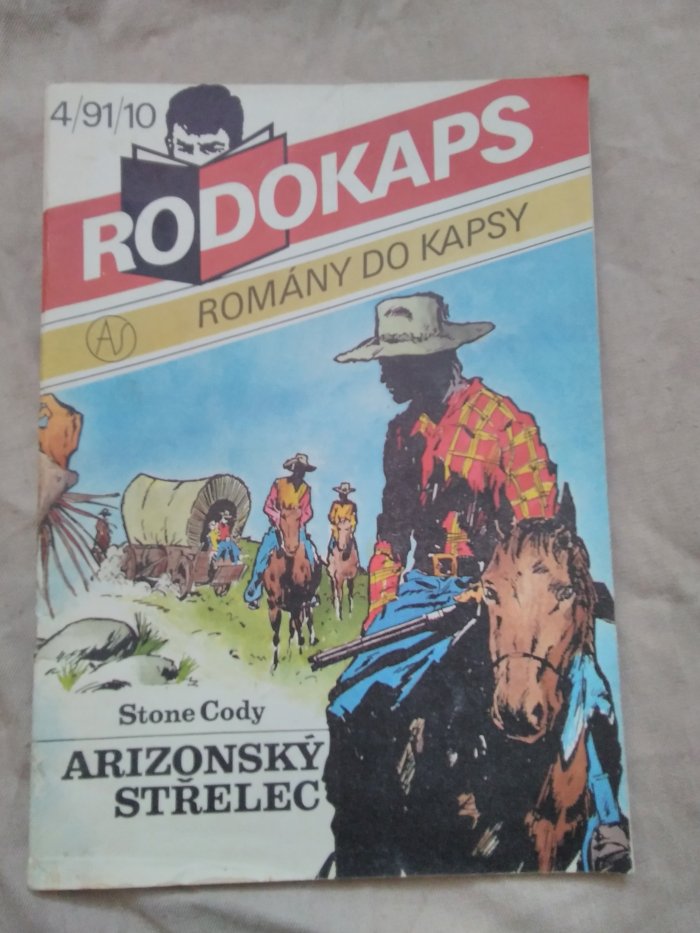 4/91/10
RODOKAPS
ROMÁNY DO KAPSY
AS
Stone Cody
ARIZONSKÝ
STŘELEC